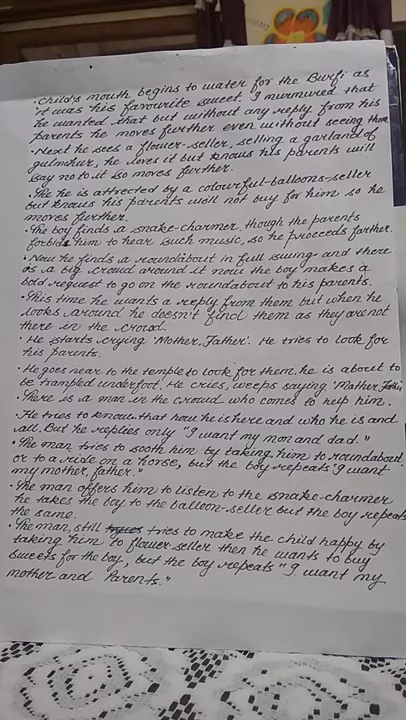 • Child's mouth begins to water for the Burfi as
it was his favourite sweet. I murmured that
he wanted that but without any reply from his
parents he moves further even without seeing them
• Next he sees a flower-seller, selling a garland of
gulmohur, he loves it but knows his parents will
say no to it so moves further.
• The he is attracted by a colourful-balloons-seller
but knows his parents will not buy for him so he
moves further.
• The boy finds a snake-charmer, though the parents
forbids him to hear such music, so he proceeds farther.
• Now he finds a roundabout in full swing and there
is a big croud around it now the boy makes a
bold request to go on the roundabout to his parents.
• This time he wants a reply from them but when he
looks around he doesn't find them as they are not
there in the croud.
• He starts crying 'Mother, Father'. He tries to look for
his parents.
• He goes near to the temple to look for them. he is about to
be trampled underfoot. He cries, weeps saying 'Mather,
• There is a man in the croud who comes to help him.
• He tries to know that how he is here and who he is and
all. But he replies only "I want my mon and dad."
• The man tries to sooth him by taking him to roundabout
or to a ride on a horse, but the boy repeats "I want
my mother, father."
• The man offers him to listen to the snake-charmer
he takes the boy to the balloon-seller but the boy repeats
the same.
• The man, still tries to make the child happy by
taking him to flower seller then he wants to buy
sweets for the boy, but the boy repeats "I want my
mother and Parents."